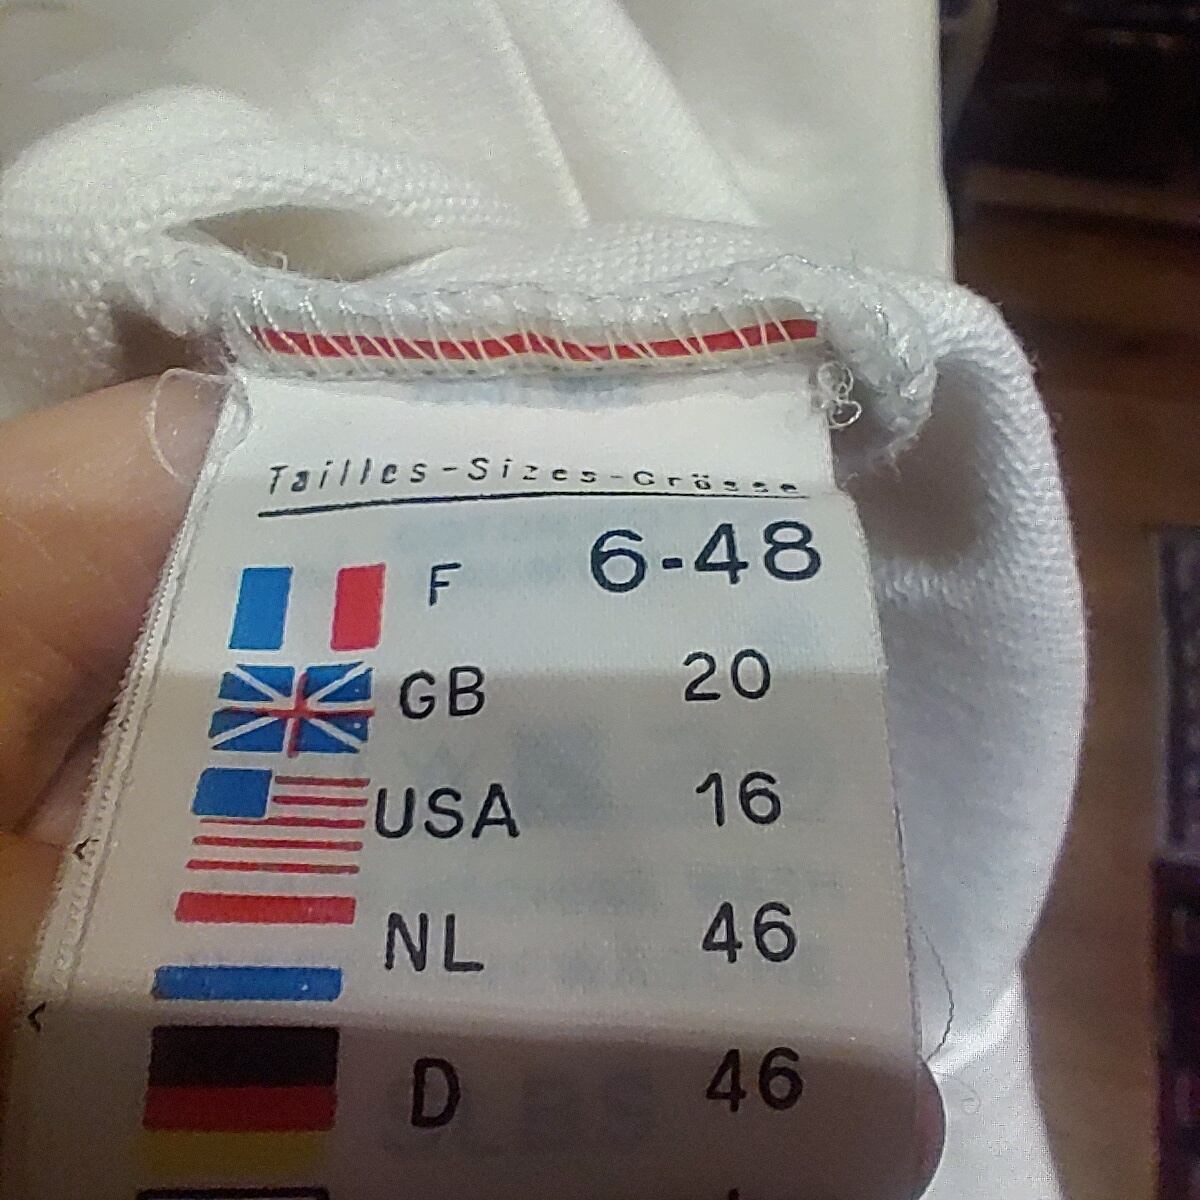 Tailles-Sizes-Grösse
F 6-48
GB 20
USA 16
NL 46
D 46